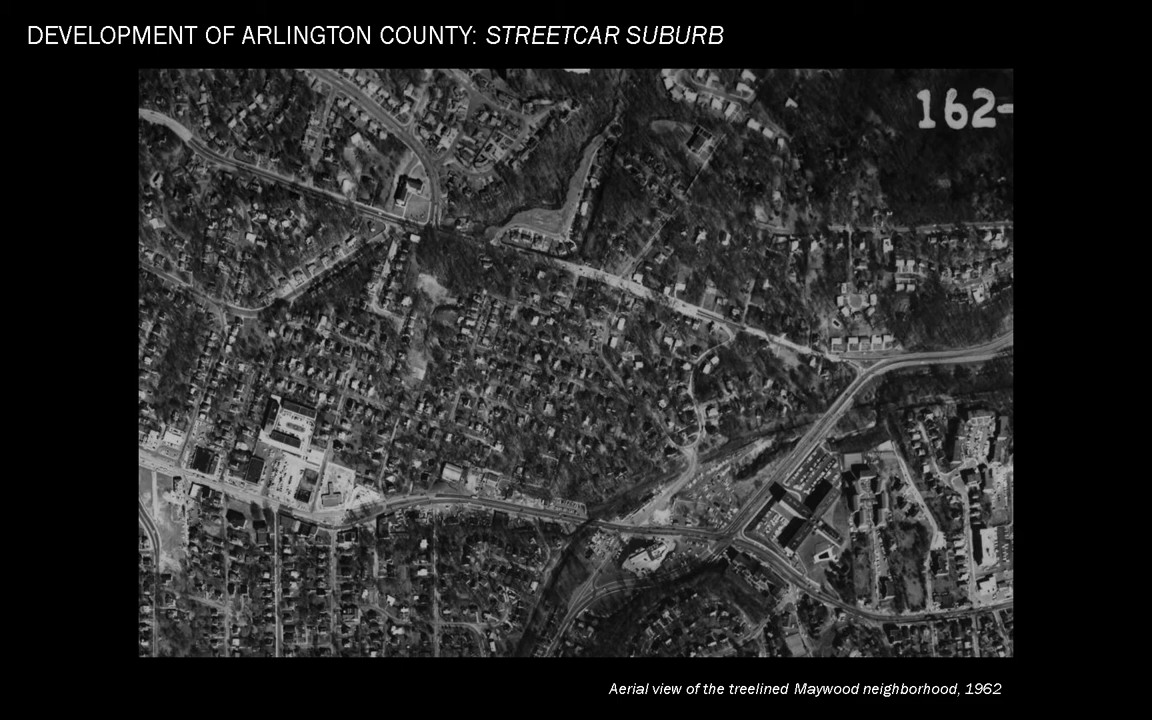 DEVELOPMENT OF ARLINGTON COUNTY: STREETCAR SUBURB
162-
Aerial view of the treelined Maywood neighborhood, 1962